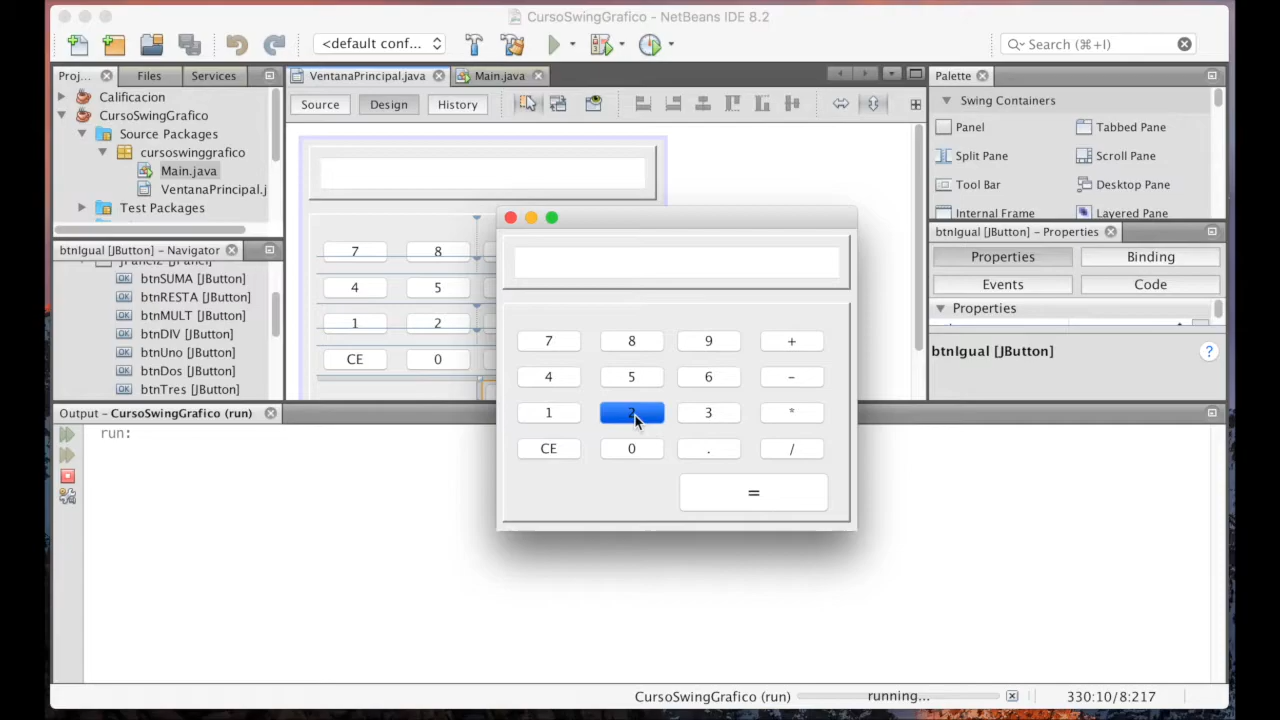 CursoSwingGrafico - NetBeans IDE 8.2
<default conf...
Search (⌘+I)
Proj...
Files
Services
VentanaPrincipal.java
Main.java
Palette
Calificacion
CursoSwingGrafico
Source Packages
cursoswinggrafico
Main.java
VentanaPrincipal.j
Test Packages
Source
Design
History
Swing Containers
Panel
Tabbed Pane
Split Pane
Scroll Pane
Tool Bar
Desktop Pane
Internal Frame
Layered Pane
btnIgual [JButton] - Navigator
btnSUMA [JButton]
btnRESTA [JButton]
btnMULT [JButton]
btnDIV [JButton]
btnUno [JButton]
btnDos [JButton]
btnTres [JButton]
7 8
4 5
1 2
CE 0
7 8 9 +
4 5 6 -
1 2 3 *
CE 0 . /
=
btnIgual [JButton] - Properties
Properties
Binding
Events
Code
Properties
btnIgual [JButton]
?
Output - CursoSwingGrafico (run)
run:
CursoSwingGrafico (run)
running...
330:10/8:217